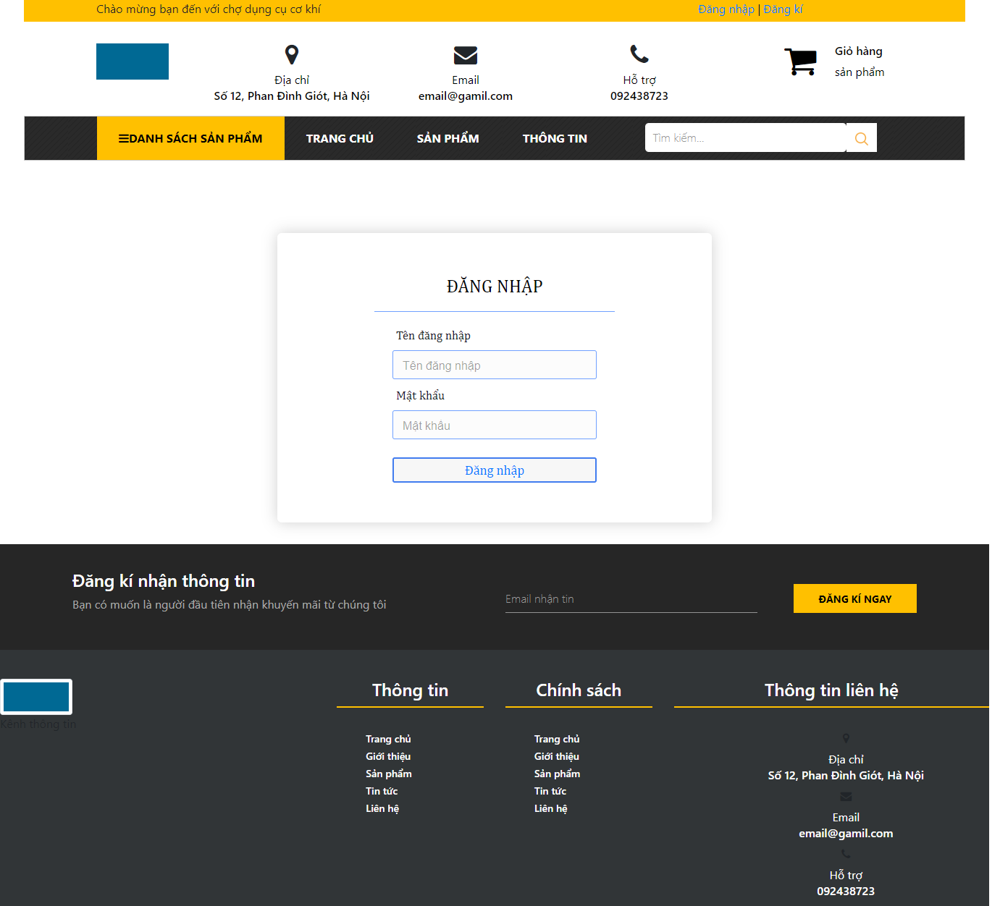 Chào mừng bạn đến với chợ dụng cụ cơ khí
Đăng nhập | Đăng kí
Địa chỉ
Số 12, Phan Đình Giót, Hà Nội
Email
email@gamil.com
Hỗ trợ
092438723
Giỏ hàng
sản phẩm
DANH SÁCH SẢN PHẨM
TRANG CHỦ
SẢN PHẨM
THÔNG TIN
Tìm kiếm...
ĐĂNG NHẬP
Tên đăng nhập
Tên đăng nhập
Mật khẩu
Mật khâu
Đăng nhập
Đăng kí nhận thông tin
Bạn có muốn là người đầu tiên nhận khuyến mãi từ chúng tôi
Email nhận tin
ĐĂNG KÍ NGAY
Kênh thông tin
Thông tin
Trang chủ
Giới thiệu
Sản phẩm
Tin tức
Liên hệ
Chính sách
Trang chủ
Giới thiệu
Sản phẩm
Tin tức
Liên hệ
Thông tin liên hệ
Địa chỉ
Số 12, Phan Đình Giót, Hà Nội
Email
email@gamil.com
Hỗ trợ
092438723